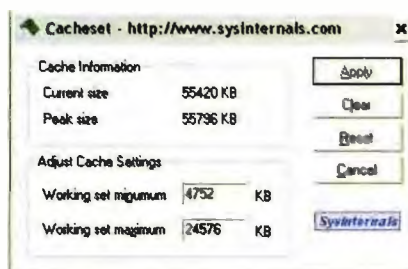 Cacheset - http://www.sysinternals.com x
Cache Information
Current size 55420 KB
Peak size 55796 KB
Adjust Cache Settings
Working set minumum 4752 KB
Working set maximum 24576 KB
Apply
Clear
Reset
Cancel
Sysinternals